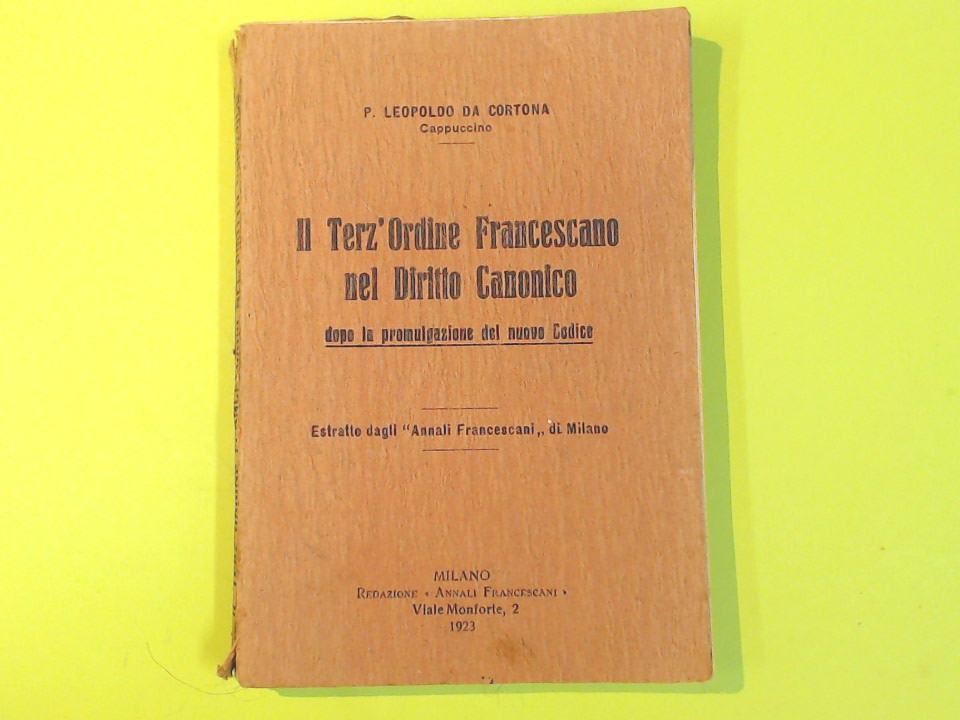 P. LEOPOLDO DA CORTONA
Cappuccino
Il Terz'Ordine Francescano
nel Diritto Canonico
dopo la promulgazione del nuovo Codice
Estratto dagli "Annali Francescani„ di Milano
MILANO
REDAZIONE « ANNALI FRANCESCANI »
Viale Monforte, 2
1923